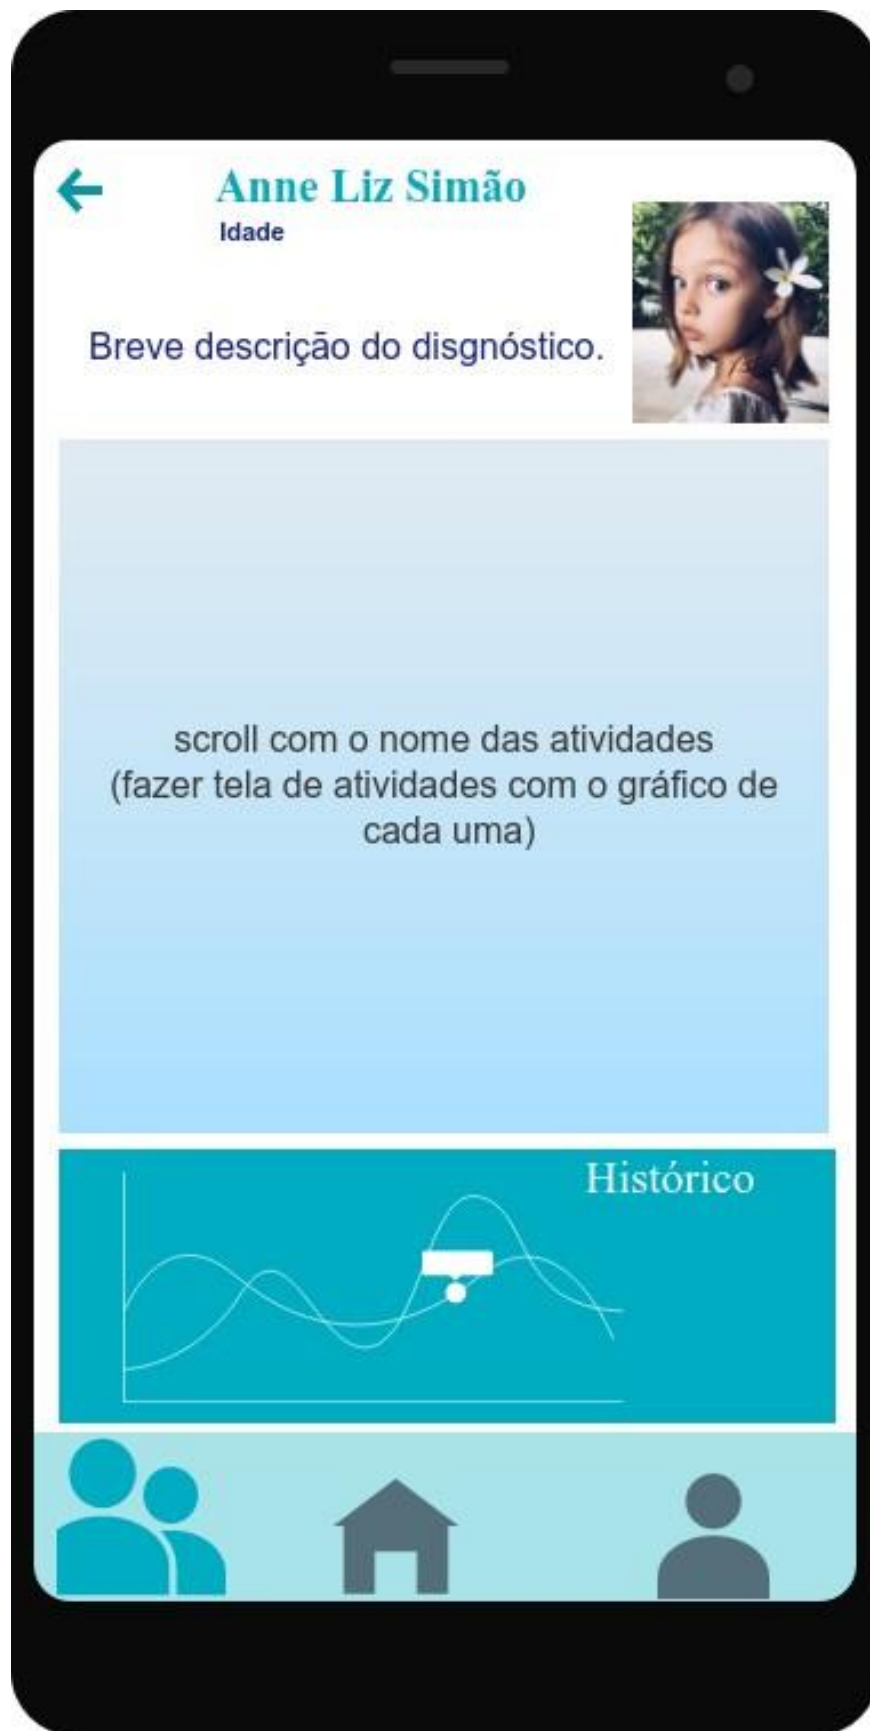 Anne Liz Simão
Idade
Breve descrição do disgnóstico.
scroll com o nome das atividades
(fazer tela de atividades com o gráfico de
cada uma)
Histórico